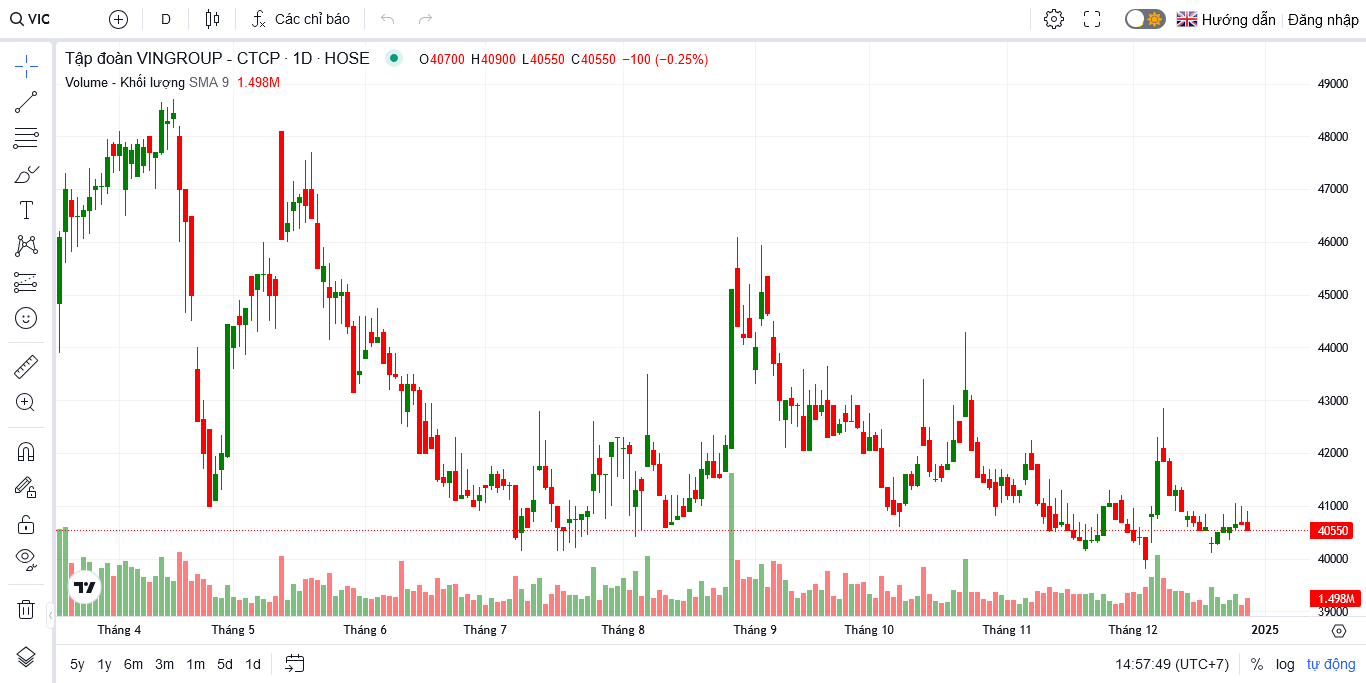 VIC D Các chỉ báo Hướng dẫn Đăng nhập
Tập đoàn VINGROUP - CTCP · 1D · HOSE O40700 H40900 L40550 C40550 −100 (−0.25%)
Volume - Khối lượng SMA 9 1.498M
49000
48000
47000
46000
45000
44000
43000
42000
41000
40550
40000
1.498M
39000
Tháng 4 Tháng 5 Tháng 6 Tháng 7 Tháng 8 Tháng 9 Tháng 10 Tháng 11 Tháng 12 2025
5y 1y 6m 3m 1m 5d 1d 14:57:49 (UTC+7) % log tự động